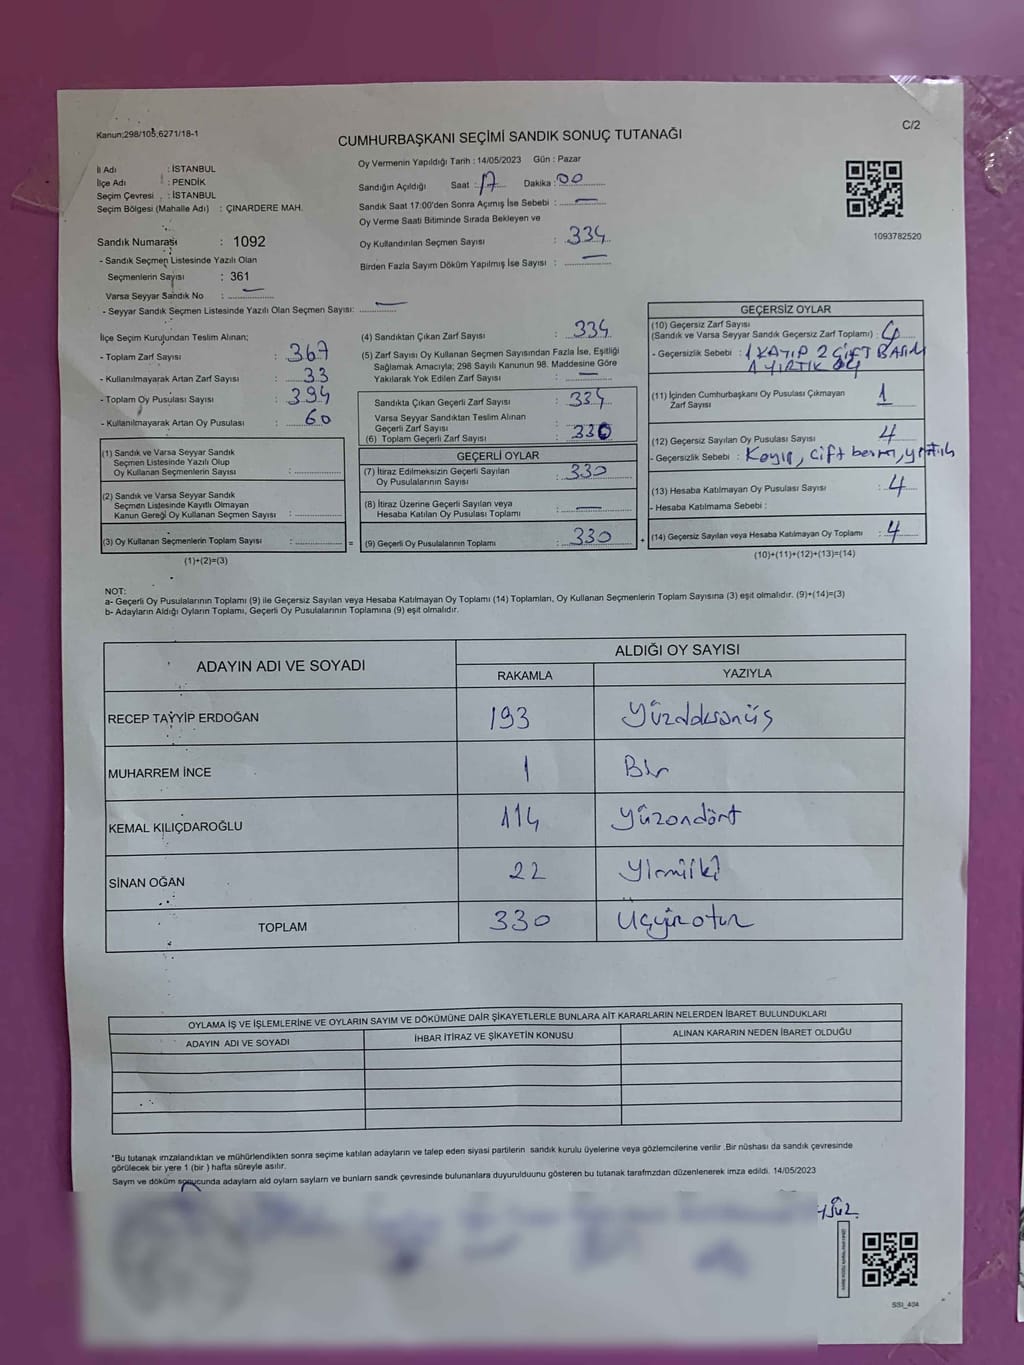 Kanun;298/105;6271/18-1
C/2
CUMHURBAŞKANI SEÇİMİ SANDIK SONUÇ TUTANAĞI
İl Adı : İSTANBUL
İlçe Adı : PENDİK
Seçim Çevresi : İSTANBUL
Seçim Bölgesi (Mahalle Adı) : ÇINARDERE MAH.
Oy Vermenin Yapıldığı Tarih : 14/05/2023 Gün : Pazar
Sandığın Açıldığı Saat : 17 Dakika : 00
Sandık Saat 17:00'den Sonra Açımış İse Sebebi : —
Oy Verme Saati Bitiminde Sırada Bekleyen ve
Oy Kullandırılan Seçmen Sayısı : 334
Birden Fazla Sayım Döküm Yapılmış İse Sayısı : —
1093782520
Sandık Numarası : 1092
- Sandık Seçmen Listesinde Yazılı Olan
Seçmenlerin Sayısı : 361
Varsa Seyyar Sandık No : —
- Seyyar Sandık Seçmen Listesinde Yazılı Olan Seçmen Sayısı: —
İlçe Seçim Kurulundan Teslim Alınan;
- Toplam Zarf Sayısı : 367
- Kullanılmayarak Artan Zarf Sayısı : 33
- Toplam Oy Pusulası Sayısı : 394
- Kullanılmayarak Artan Oy Pusulası : 60
(1) Sandık ve Varsa Seyyar Sandık
Seçmen Listesinde Yazılı Olup
Oy Kullanan Seçmenlerin Sayısı :
(2) Sandık ve Varsa Seyyar Sandık
Seçmen Listesinde Kayıtlı Olmayan
Kanun Gereği Oy Kullanan Seçmen Sayısı :
(3) Oy Kullanan Seçmenlerin Toplam Sayısı : =
(1)+(2)=(3)
(4) Sandıktan Çıkan Zarf Sayısı : 334
(5) Zarf Sayısı Oy Kullanan Seçmen Sayısından Fazla İse, Eşitliği
Sağlamak Amacıyla; 298 Sayılı Kanunun 98. Maddesine Göre
Yakılarak Yok Edilen Zarf Sayısı : —
Sandıkta Çıkan Geçerli Zarf Sayısı : 334
Varsa Seyyar Sandıktan Teslim Alınan
Geçerli Zarf Sayısı :
(6) Toplam Geçerli Zarf Sayısı : 330
GEÇERLİ OYLAR
(7) İtiraz Edilmeksizin Geçerli Sayılan
Oy Pusulalarının Sayısı : 330
(8) İtiraz Üzerine Geçerli Sayılan veya
Hesaba Katılan Oy Pusulası Toplamı : —
(9) Geçerli Oy Pusulalarının Toplamı : 330 +
GEÇERSİZ OYLAR
(10) Geçersiz Zarf Sayısı
(Sandık ve Varsa Seyyar Sandık Geçersiz Zarf Toplamı) : 4
- Geçersizlik Sebebi : 1 KAYIP 2 ÇİFT BASIM
1 YIRTIK
(11) İçinden Cumhurbaşkanı Oy Pusulası Çıkmayan
Zarf Sayısı : 1
(12) Geçersiz Sayılan Oy Pusulası Sayısı : 4
- Geçersizlik Sebebi : Kayıp, Çift basım, yırtık
(13) Hesaba Katılmayan Oy Pusulası Sayısı : 4
- Hesaba Katılmama Sebebi :
(14) Geçersiz Sayılan veya Hesaba Katılmayan Oy Toplamı : 4
(10)+(11)+(12)+(13)=(14)
NOT:
a- Geçerli Oy Pusulalarının Toplamı (9) ile Geçersiz Sayılan veya Hesaba Katılmayan Oy Toplamı (14) Toplamları, Oy Kullanan Seçmenlerin Toplam Sayısına (3) eşit olmalıdır. (9)+(14)=(3)
b- Adayların Aldığı Oyların Toplamı, Geçerli Oy Pusulalarının Toplamına (9) eşit olmalıdır.
ADAYIN ADI VE SOYADI ALDIĞI OY SAYISI
RAKAMLA YAZIYLA
RECEP TAYYİP ERDOĞAN 193 Yüzdoksanüç
MUHARREM İNCE 1 Bir
KEMAL KILIÇDAROĞLU 114 Yüzondört
SİNAN OĞAN 22 Yirmiiki
TOPLAM 330 Üçyüzotuz
OYLAMA İŞ VE İŞLEMLERİNE VE OYLARIN SAYIM VE DÖKÜMÜNE DAİR ŞİKAYETLERLE BUNLARA AİT KARARLARIN NELERDEN İBARET BULUNDUKLARI
ADAYIN ADI VE SOYADI İHBAR İTİRAZ VE ŞİKAYETİN KONUSU ALINAN KARARIN NEDEN İBARET OLDUĞU
*Bu tutanak imzalandıktan ve mühürlendikten sonra seçime katılan adayların ve talep eden siyasi partilerin sandık kurulu üyelerine veya gözlemcilerine verilir .Bir nüshası da sandık çevresinde
görülecek bir yere 1 (bir ) hafta süreyle asılır.
Sayım ve döküm sonucunda adayların ald oyların sayların ve bunların sandk çevresinde bulunanlara duyurulduunu gösteren bu tutanak tarafmzdan düzenlenerek imza edildi. 14/05/2023
SSI_404